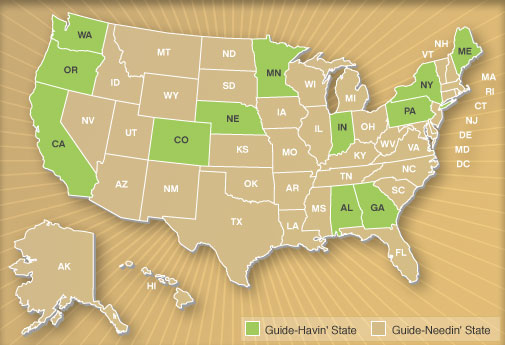 WA
OR
CA
ID
NV
MT
WY
UT
CO
AZ
NM
ND
SD
NE
KS
OK
TX
MN
IA
MO
AR
LA
WI
IL
MI
IN
OH
KY
TN
MS
AL
GA
FL
SC
NC
VA
WV
PA
NY
VT
NH
ME
MA
RI
CT
NJ
DE
MD
DC
AK
HI
Guide-Havin' State
Guide-Needin' State